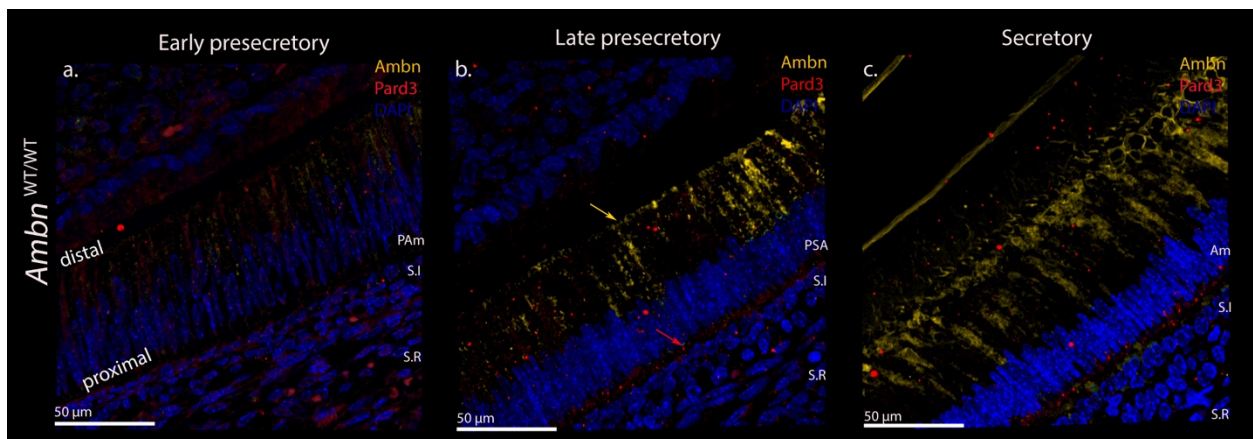 Early presecretory
Late presecretory
Secretory
Ambn WT/WT
a.
Ambn
Pard3
DAPI
distal
proximal
PAm
S.I
S.R
50 µm
b.
Ambn
Pard3
DAPI
PSA
S.I
S.R
50 µm
c.
Ambn
Pard3
DAPI
Am
S.I
S.R
50 µm